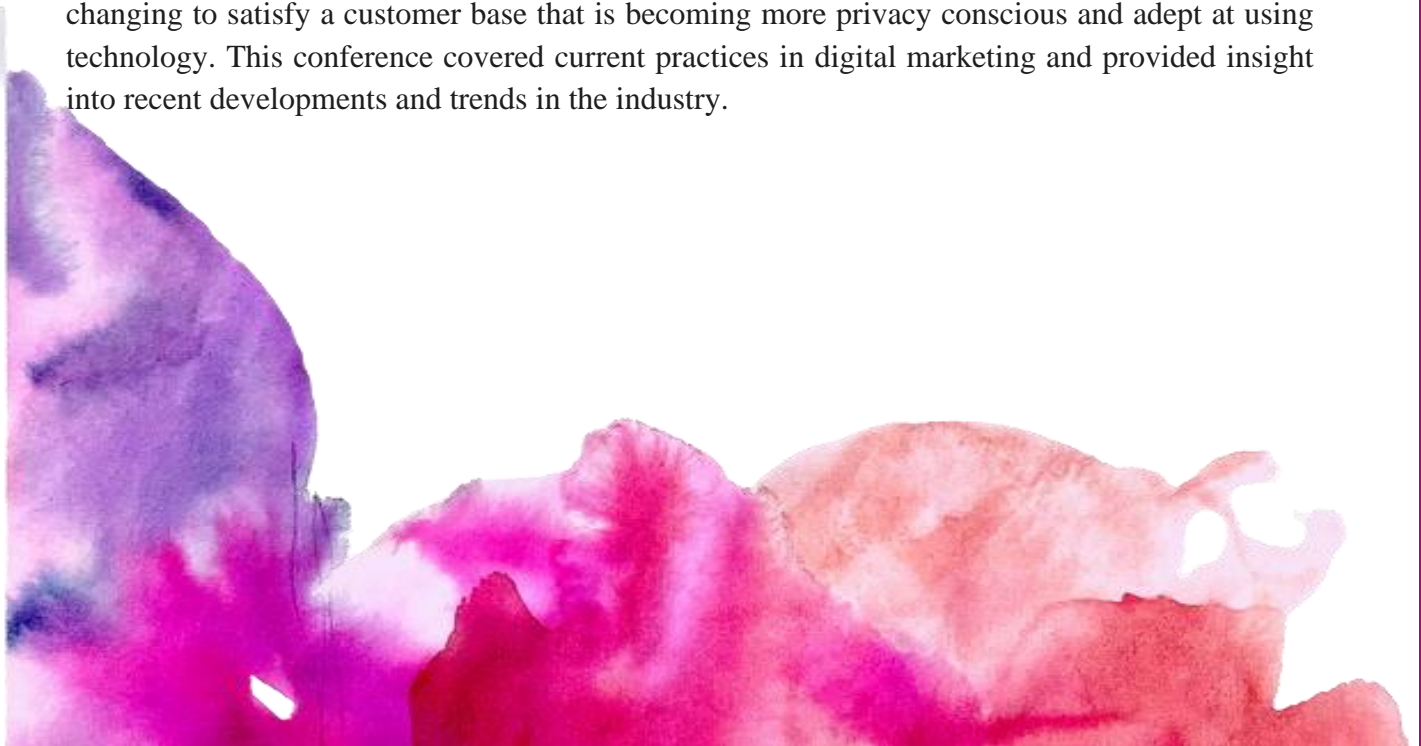 changing to satisfy a customer base that is becoming more privacy conscious and adept at using
technology. This conference covered current practices in digital marketing and provided insight
into recent developments and trends in the industry.